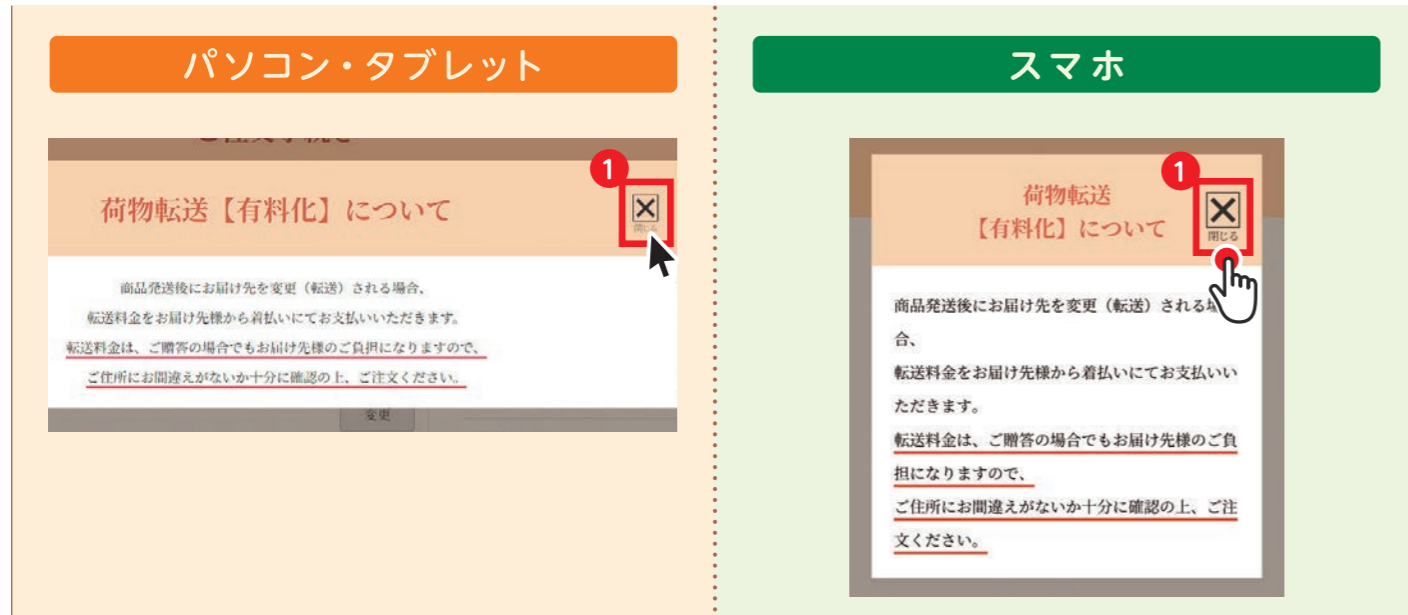 パソコン・タブレット
荷物転送【有料化】について
1
閉じる
商品発送後にお届け先を変更（転送）される場合、
転送料金をお届け先様から着払いにてお支払いいただきます。
転送料金は、ご贈答の場合でもお届け先様のご負担になりますので、
ご住所にお間違えがないか十分に確認の上、ご注文ください。
変更
スマホ
荷物転送
【有料化】について
1
閉じる
商品発送後にお届け先を変更（転送）される場
合、
転送料金をお届け先様から着払いにてお支払いい
ただきます。
転送料金は、ご贈答の場合でもお届け先様のご負
担になりますので、
ご住所にお間違えがないか十分に確認の上、ご注
文ください。